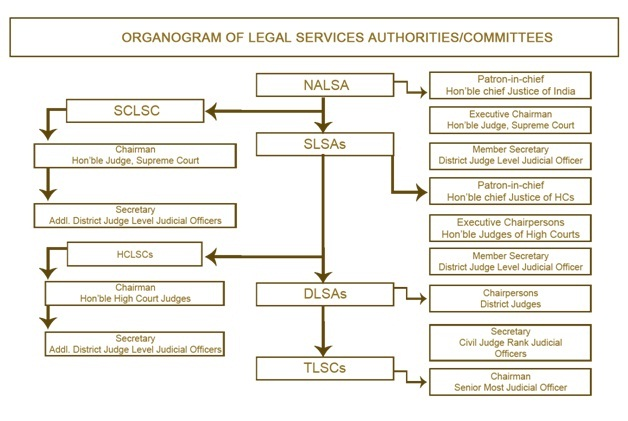 ORGANOGRAM OF LEGAL SERVICES AUTHORITIES/COMMITTEES
NALSA
Patron-in-chief
Hon'ble chief Justice of India
SCLSC
Executive Chairman
Hon'ble Judge, Supreme Court
SLSAs
Chairman
Hon'ble Judge, Supreme Court
Member Secretary
District Judge Level Judicial Officer
Patron-in-chief
Hon'ble chief Justice of HCs
Secretary
Addl. District Judge Level Judicial Officers
Executive Chairpersons
Hon'ble Judges of High Courts
HCLSCs
Member Secretary
District Judge Level Judicial Officer
Chairman
Hon'ble High Court Judges
DLSAs
Chairpersons
District Judges
Secretary
Addl. District Judge Level Judicial Officers
Secretary
Civil Judge Rank Judicial
Officers
TLSCs
Chairman
Senior Most Judicial Officer